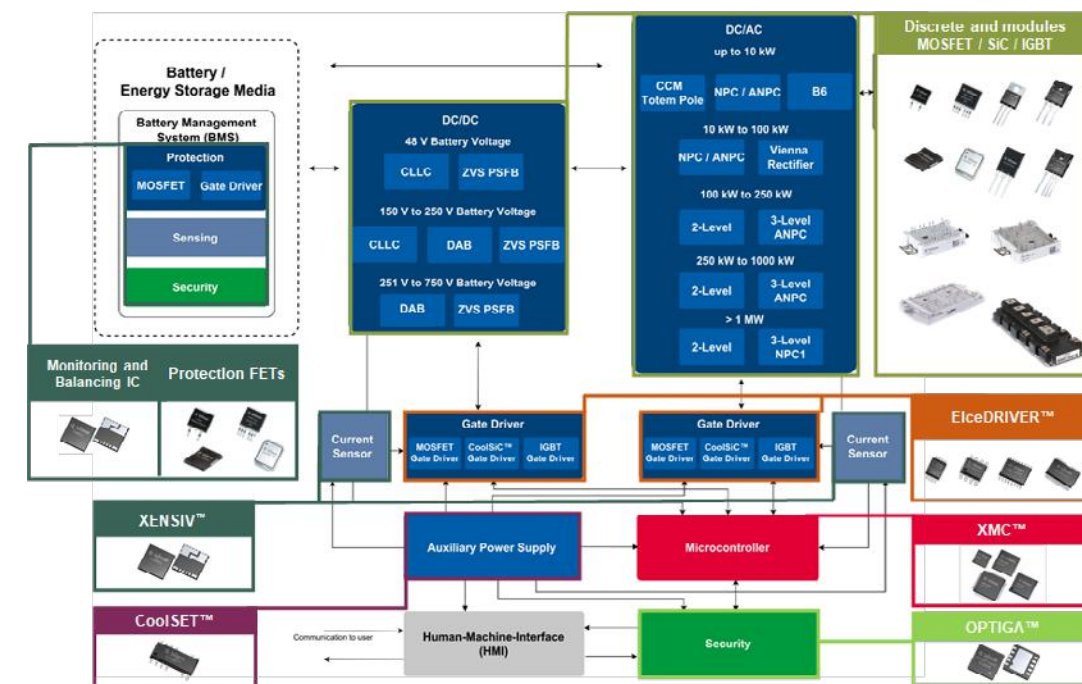 Battery /
Energy Storage Media
Battery Management
System (BMS)
Protection
MOSFET
Gate Driver
Sensing
Security
DC/DC
48 V Battery Voltage
CLLC
ZVS PSFB
150 V to 250 V Battery Voltage
CLLC
DAB
ZVS PSFB
251 V to 750 V Battery Voltage
DAB
ZVS PSFB
DC/AC
up to 10 kW
CCM
Totem Pole
NPC / ANPC
B6
10 kW to 100 kW
NPC / ANPC
Vienna
Rectifier
100 kW to 250 kW
2-Level
3-Level
ANPC
250 kW to 1000 kW
2-Level
3-Level
ANPC
> 1 MW
2-Level
3-Level
NPC1
Discrete and modules
MOSFET / SiC / IGBT
Monitoring and
Balancing IC
Protection FETs
Current
Sensor
Gate Driver
MOSFET
Gate Driver
CoolSiC™
Gate Driver
IGBT
Gate Driver
Gate Driver
MOSFET
Gate Driver
CoolSiC™
Gate Driver
IGBT
Gate Driver
Current
Sensor
EIceDRIVER™
XENSIV™
Auxiliary Power Supply
Microcontroller
XMC™
CoolSET™
Communication to user
Human-Machine-Interface
(HMI)
Security
OPTIGA™